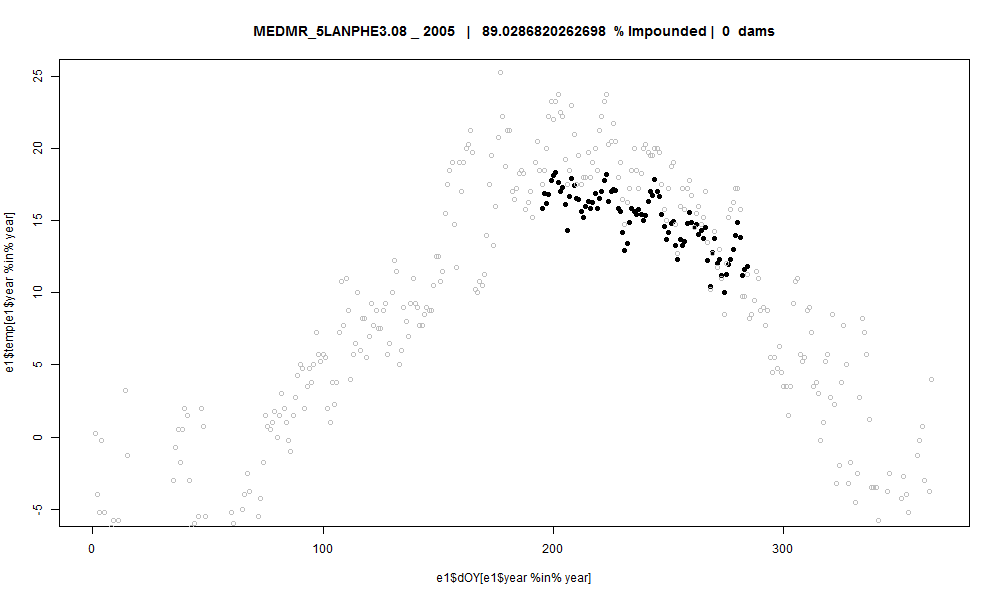 MEDMR_5LANPHE3.08 _ 2005 | 89.0286820262698 % Impounded | 0 dams
e1$temp[e1$year %in% year]
25
20
15
10
5
0
-5
0 100 200 300
e1$dOY[e1$year %in% year]